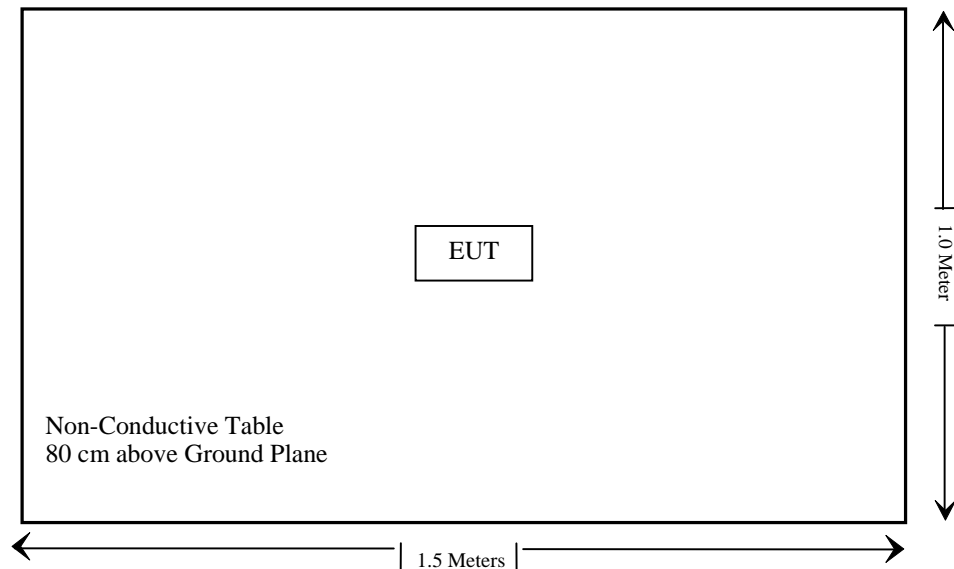 EUT
1.0 Meter
Non-Conductive Table
80 cm above Ground Plane
1.5 Meters